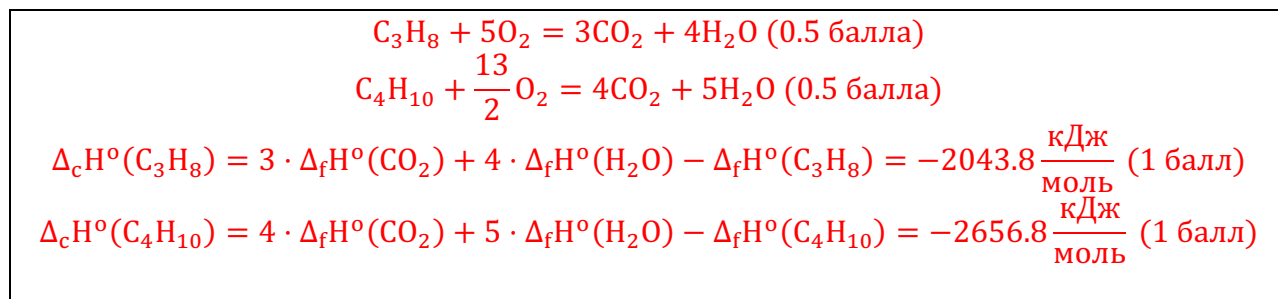 C₃H₈ + 5O₂ = 3CO₂ + 4H₂O (0.5 балла)
C₄H₁₀ + 13/2 O₂ = 4CO₂ + 5H₂O (0.5 балла)
Δ_cH°(C₃H₈) = 3 · Δ_fH°(CO₂) + 4 · Δ_fH°(H₂O) − Δ_fH°(C₃H₈) = −2043.8 кДж/моль (1 балл)
Δ_cH°(C₄H₁₀) = 4 · Δ_fH°(CO₂) + 5 · Δ_fH°(H₂O) − Δ_fH°(C₄H₁₀) = −2656.8 кДж/моль (1 балл)